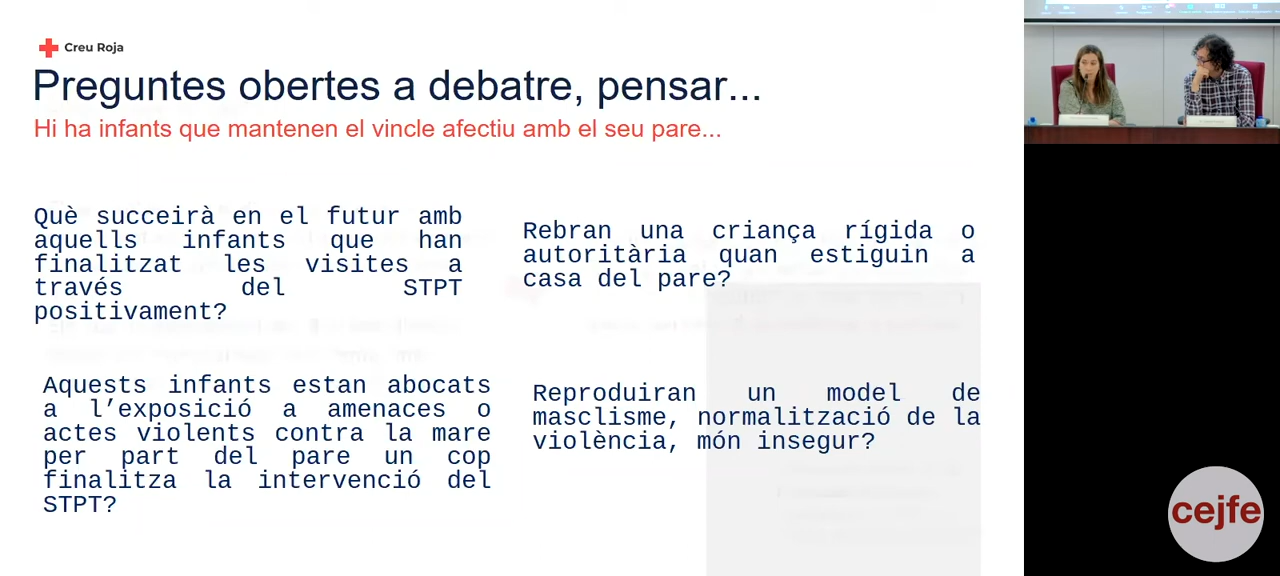 Creu Roja
Preguntes obertes a debatre, pensar...
Hi ha infants que mantenen el vincle afectiu amb el seu pare...
Què succeirà en el futur amb
aquells infants que han
finalitzat les visites a
través del STPT
positivament?
Rebran una criança rígida o
autoritària quan estiguin a
casa del pare?
Aquests infants estan abocats
a l’exposició a amenaces o
actes violents contra la mare
per part del pare un cop
finalitza la intervenció del
STPT?
Reproduiran un model de
masclisme, normalització de la
violència, món insegur?
cejfe